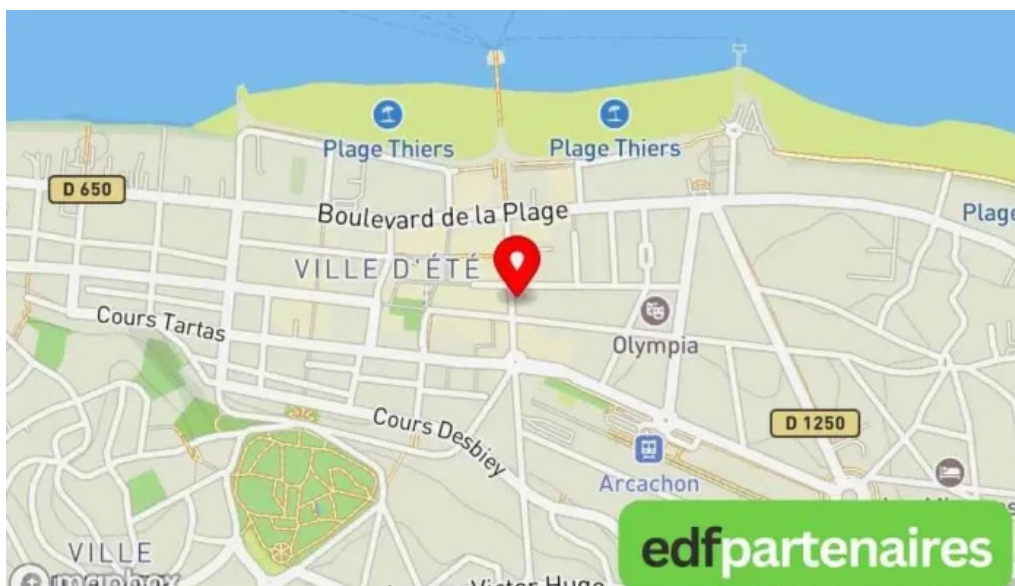 Plage Thiers
Plage Thiers
D 650
Boulevard de la Plage
Plage
VILLE D'ÉTÉ
Cours Tartas
Olympia
Cours Desbiey
D 1250
Arcachon
edfpartenaires
VILLE
mapbox
Victor Hugo